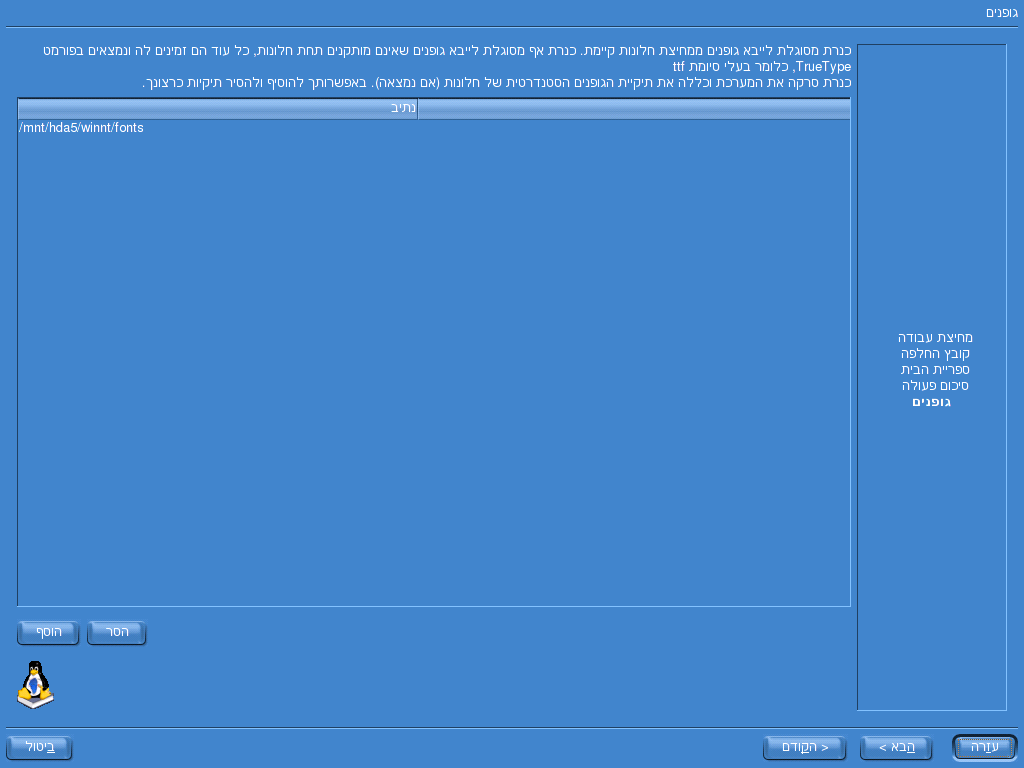 גופנים
כנרת מסוגלת לייבא גופנים ממחיצת חלונות קיימת. כנרת אף מסוגלת לייבא גופנים שאינם מותקנים תחת חלונות, כל עוד הם זמינים לה ונמצאים בפורמט
TrueType, כלומר בעלי סיומת ttf
כנרת סרקה את המערכת וכללה את תיקיית הגופנים הסטנדרטית של חלונות (אם נמצאה). באפשרותך להוסיף ולהסיר תיקיות כרצונך.
נתיב
/mnt/hda5/winnt/fonts
מחיצת עבודה
קובץ החלפה
ספריית הבית
סיכום פעולה
גופנים
הסר
הוסף
עזרה
הבא >
< הקודם
ביטול